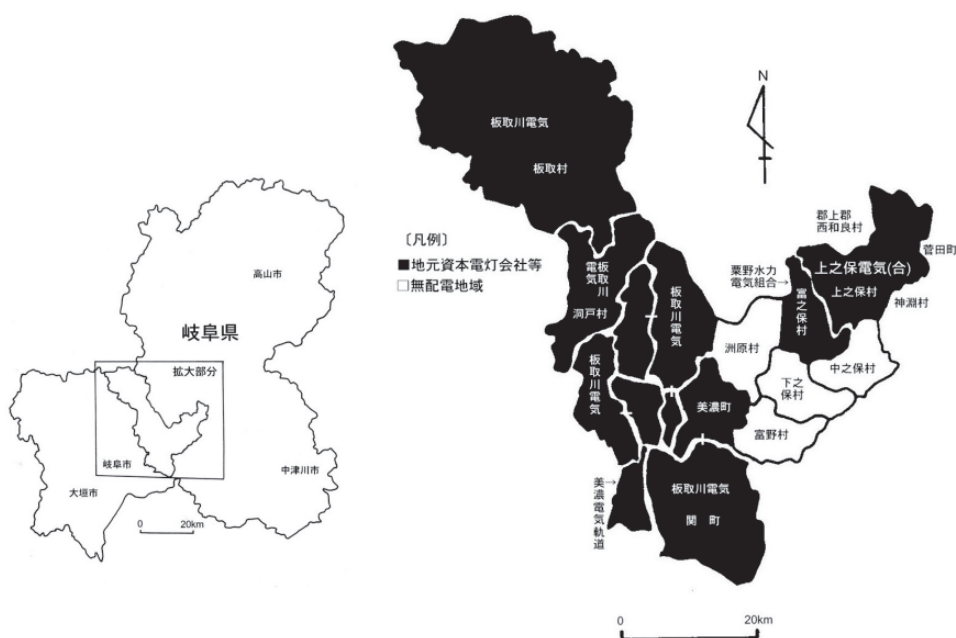 高山市
岐阜県
拡大部分
岐阜市
大垣市
中津川市
0 20km
〔凡例〕
■地元資本電灯会社等
□無配電地域
N
板取川電気
板取村
板取川
電気
洞戸村
板取川電気
板取川電気
美濃町
板取川電気
関 町
美濃電気軌道→
郡上郡
西和良村
菅田町
粟野水力
電気組合→
上之保電気(合)
上之保村
富之保村
神淵村
洲原村
中之保村
下之
保村
富野村
0 20km